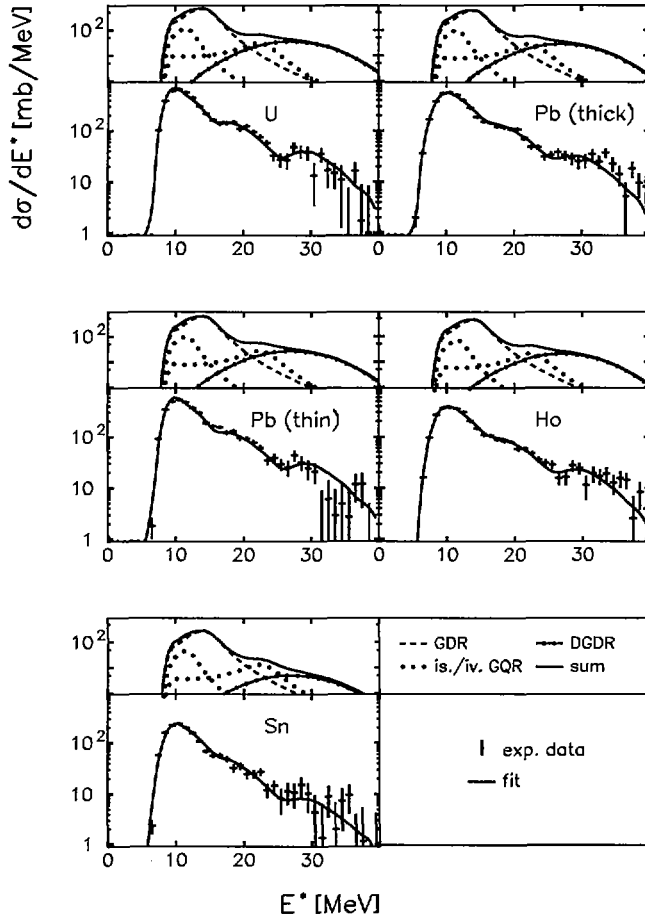 dσ/dE* [mb/MeV]
10²
10²
10
1
U
Pb (thick)
0 10 20 30 40 10 20 30
10²
10²
10
1
Pb (thin)
Ho
0 10 20 30 40 10 20 30
10²
10²
10
1
Sn
0 10 20 30
GDR
DGDR
is./iv. GQR
sum
exp. data
fit
E* [MeV]